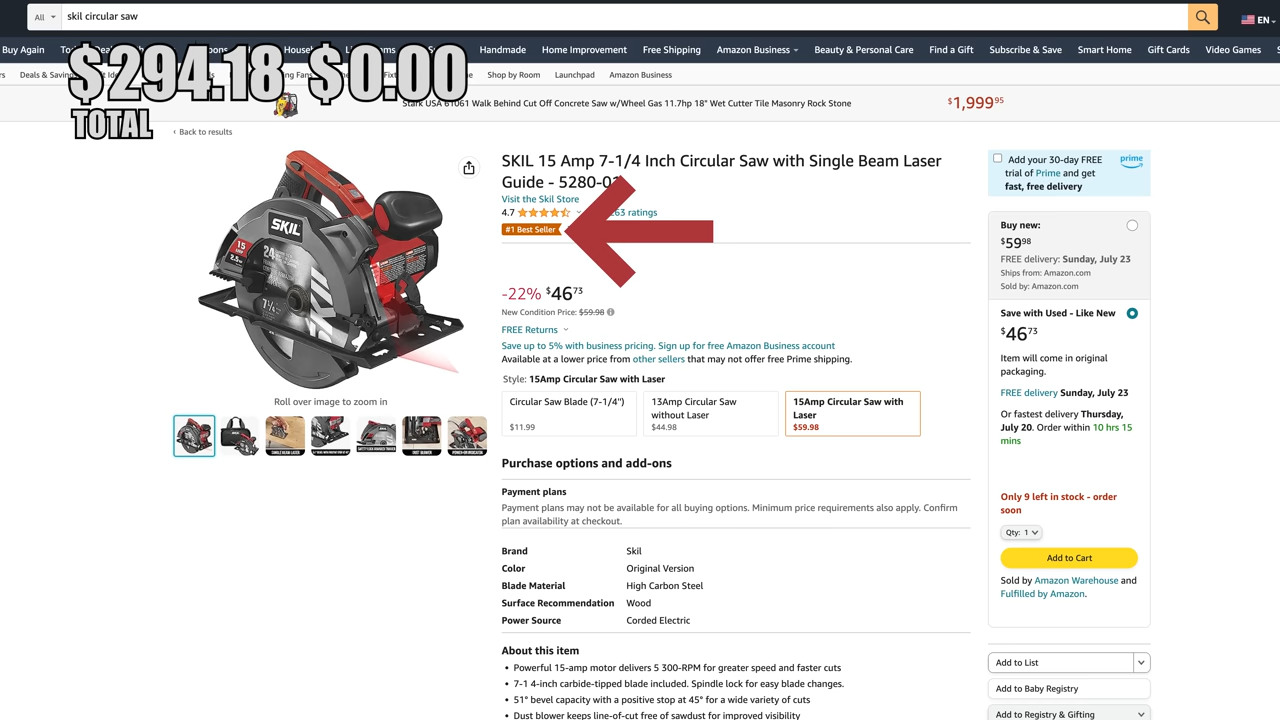 All
skil circular saw
EN
Buy Again
Handmade
Home Improvement
Free Shipping
Amazon Business
Beauty & Personal Care
Find a Gift
Subscribe & Save
Smart Home
Gift Cards
Video Games
$294.18 $0.00
TOTAL
Shop by Room
Launchpad
Amazon Business
Stark USA 61061 Walk Behind Cut Off Concrete Saw w/Wheel Gas 11.7hp 18" Wet Cutter Tile Masonry Rock Stone
$1,999.95
‹ Back to results
SKIL 15 Amp 7-1/4 Inch Circular Saw with Single Beam Laser
Guide - 5280-01
Visit the Skil Store
4.7
ratings
#1 Best Seller
-22% $46.73
New Condition Price: $59.98
FREE Returns
Save up to 5% with business pricing. Sign up for free Amazon Business account
Available at a lower price from other sellers that may not offer free Prime shipping.
Style: 15Amp Circular Saw with Laser
Circular Saw Blade (7-1/4")
$11.99
13Amp Circular Saw
without Laser
$44.98
15Amp Circular Saw with
Laser
$59.98
SKIL
15
24
7¼
Roll over image to zoom in
Purchase options and add-ons
Payment plans
Payment plans may not be available for all buying options. Minimum price requirements also apply. Confirm
plan availability at checkout.
Brand Skil
Color Original Version
Blade Material High Carbon Steel
Surface Recommendation Wood
Power Source Corded Electric
About this item
• Powerful 15-amp motor delivers 5 300-RPM for greater speed and faster cuts
• 7-1 4-inch carbide-tipped blade included. Spindle lock for easy blade changes.
• 51° bevel capacity with a positive stop at 45° for a wide variety of cuts
• Dust blower keeps line-of-cut free of sawdust for improved visibility
Add your 30-day FREE
trial of Prime and get
fast, free delivery
prime
Buy new:
$59.98
FREE delivery: Sunday, July 23
Ships from: Amazon.com
Sold by: Amazon.com
Save with Used - Like New
$46.73
Item will come in original
packaging.
FREE delivery Sunday, July 23
Or fastest delivery Thursday,
July 20. Order within 10 hrs 15
mins
Only 9 left in stock - order
soon
Qty: 1
Add to Cart
Sold by Amazon Warehouse and
Fulfilled by Amazon.
Add to List
Add to Baby Registry
Add to Registry & Gifting